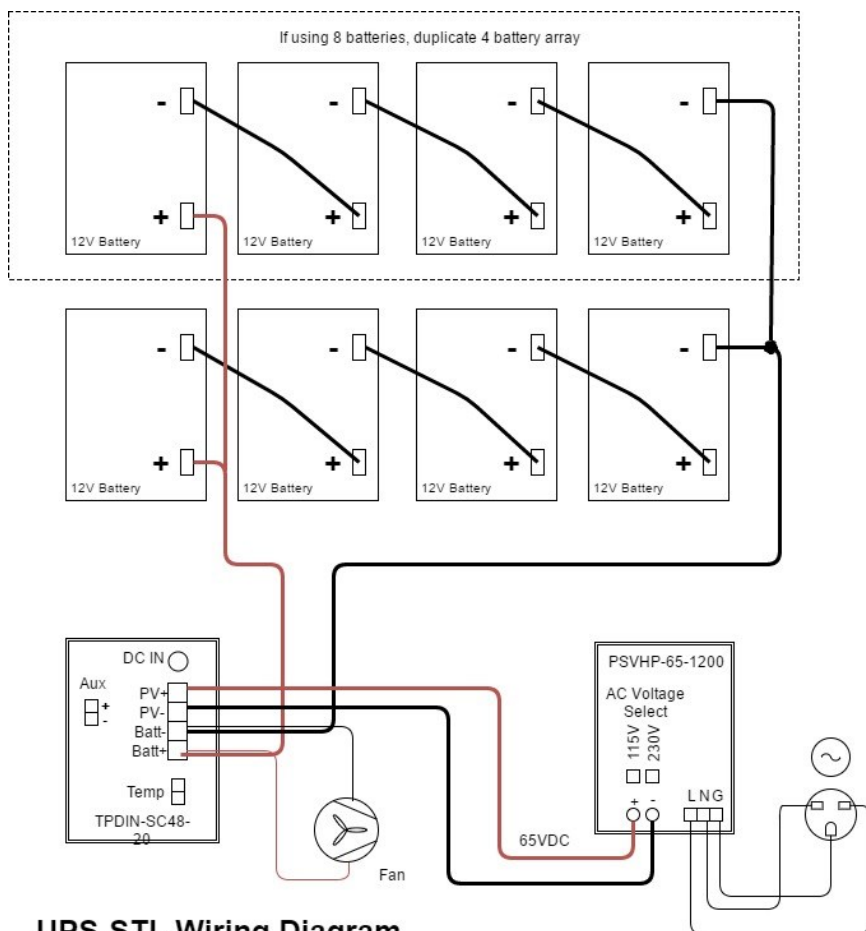 If using 8 batteries, duplicate 4 battery array
- - - -
+ + + +
12V Battery 12V Battery 12V Battery 12V Battery
- - - -
+ + + +
12V Battery 12V Battery 12V Battery 12V Battery
DC IN
Aux
+
-
PV+
PV-
Batt-
Batt+
Temp
TPDIN-SC48-
20
Fan
65VDC
PSVHP-65-1200
AC Voltage
Select
115V
230V
+ -
L N G
UPS-STL Wiring Diagram